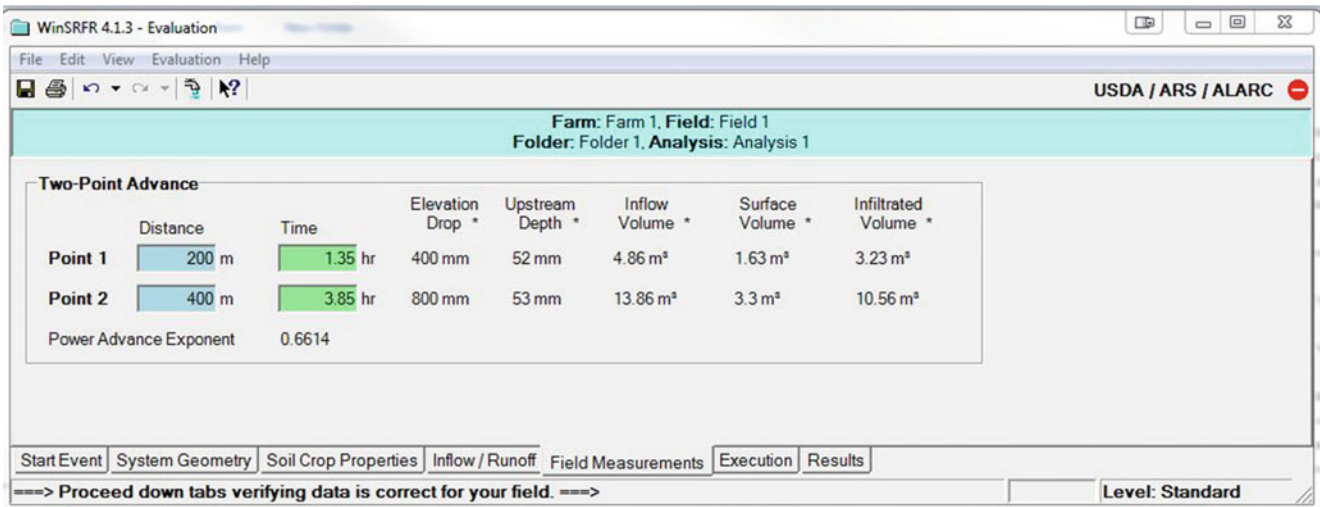 WinSRFR 4.1.3 - Evaluation
File Edit View Evaluation Help
USDA / ARS / ALARC
Farm: Farm 1, Field: Field 1
Folder: Folder 1, Analysis: Analysis 1
Two-Point Advance
Distance Time Elevation Drop * Upstream Depth * Inflow Volume * Surface Volume * Infiltrated Volume *
Point 1 200 m 1.35 hr 400 mm 52 mm 4.86 m³ 1.63 m³ 3.23 m³
Point 2 400 m 3.85 hr 800 mm 53 mm 13.86 m³ 3.3 m³ 10.56 m³
Power Advance Exponent 0.6614
Start Event System Geometry Soil Crop Properties Inflow / Runoff Field Measurements Execution Results
===> Proceed down tabs verifying data is correct for your field. ===> Level: Standard